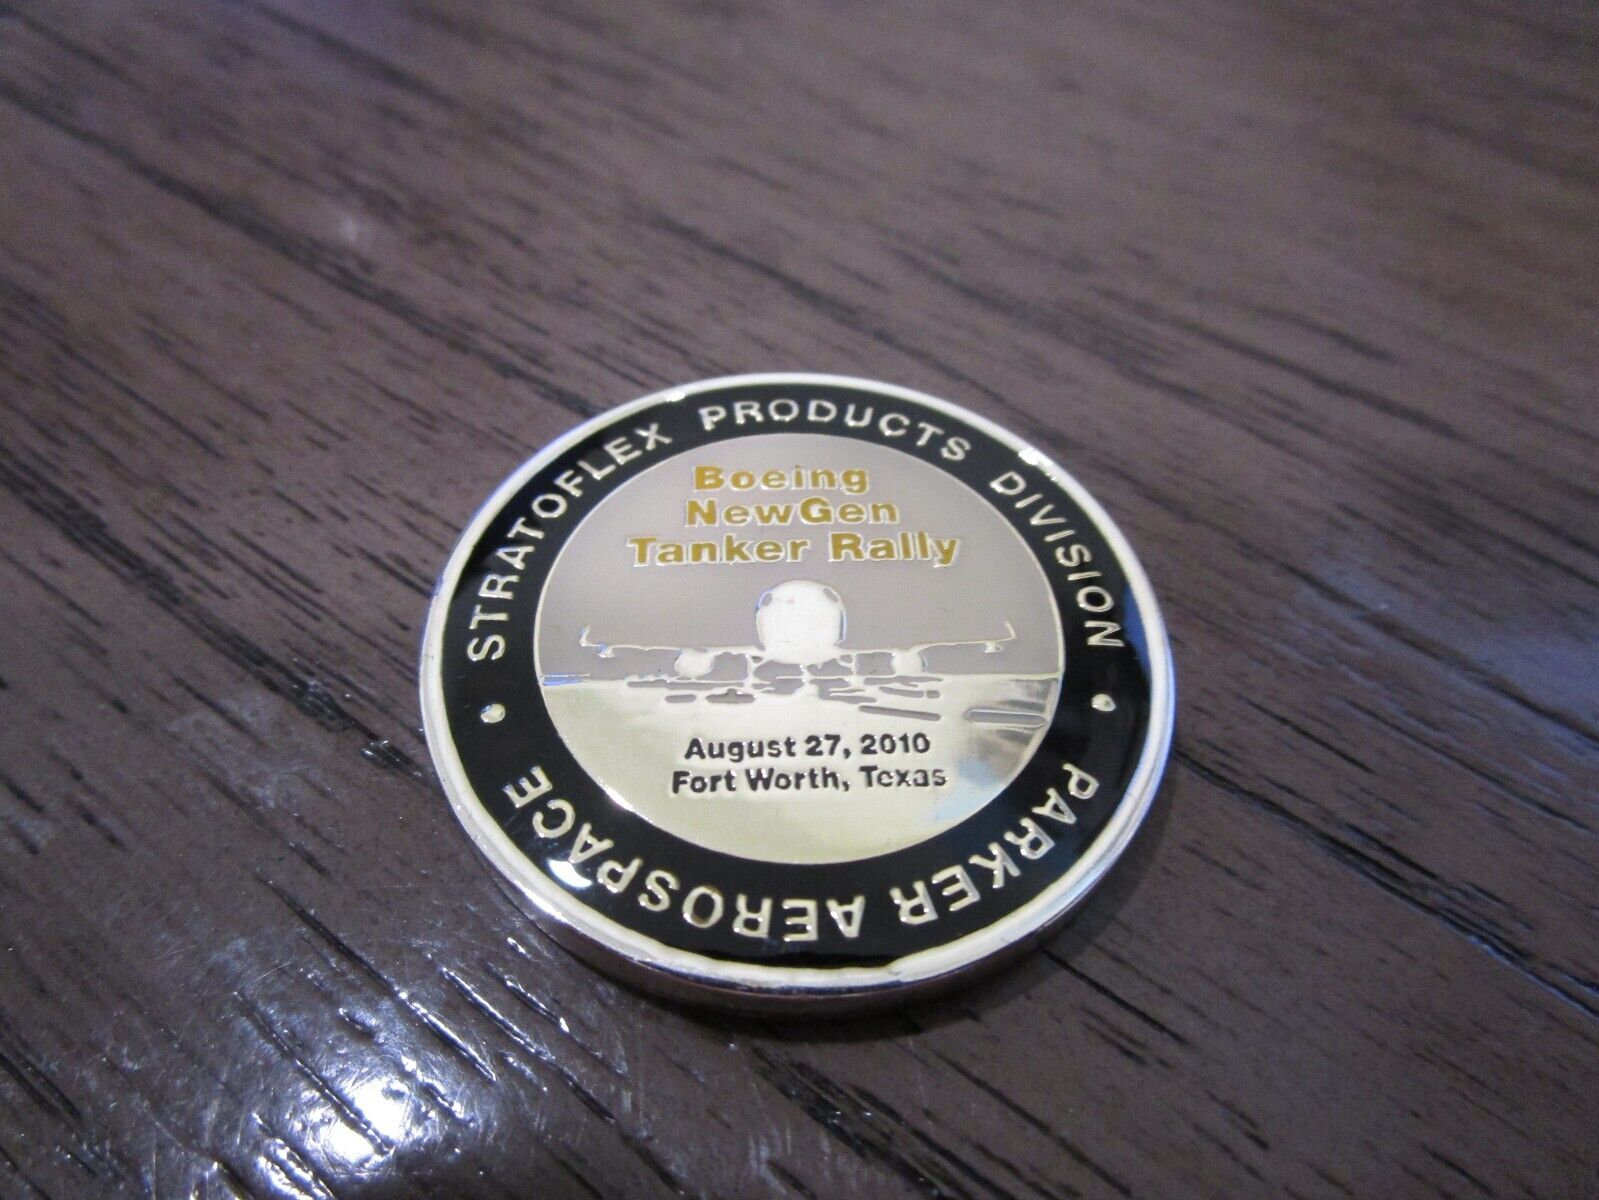 STRATOFLEX PRODUCTS DIVISION
Boeing
NewGen
Tanker Rally
August 27, 2010
Fort Worth, Texas
PARKER AEROSPACE